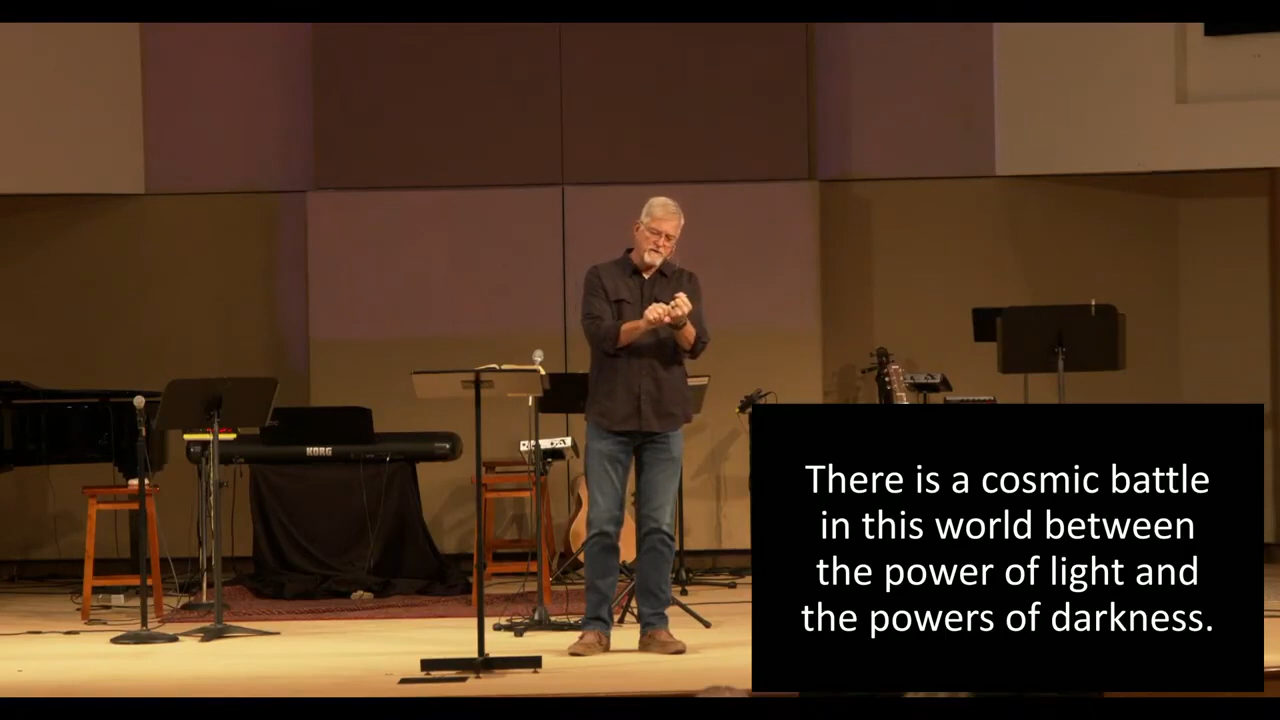 KORG
There is a cosmic battle
in this world between
the power of light and
the powers of darkness.